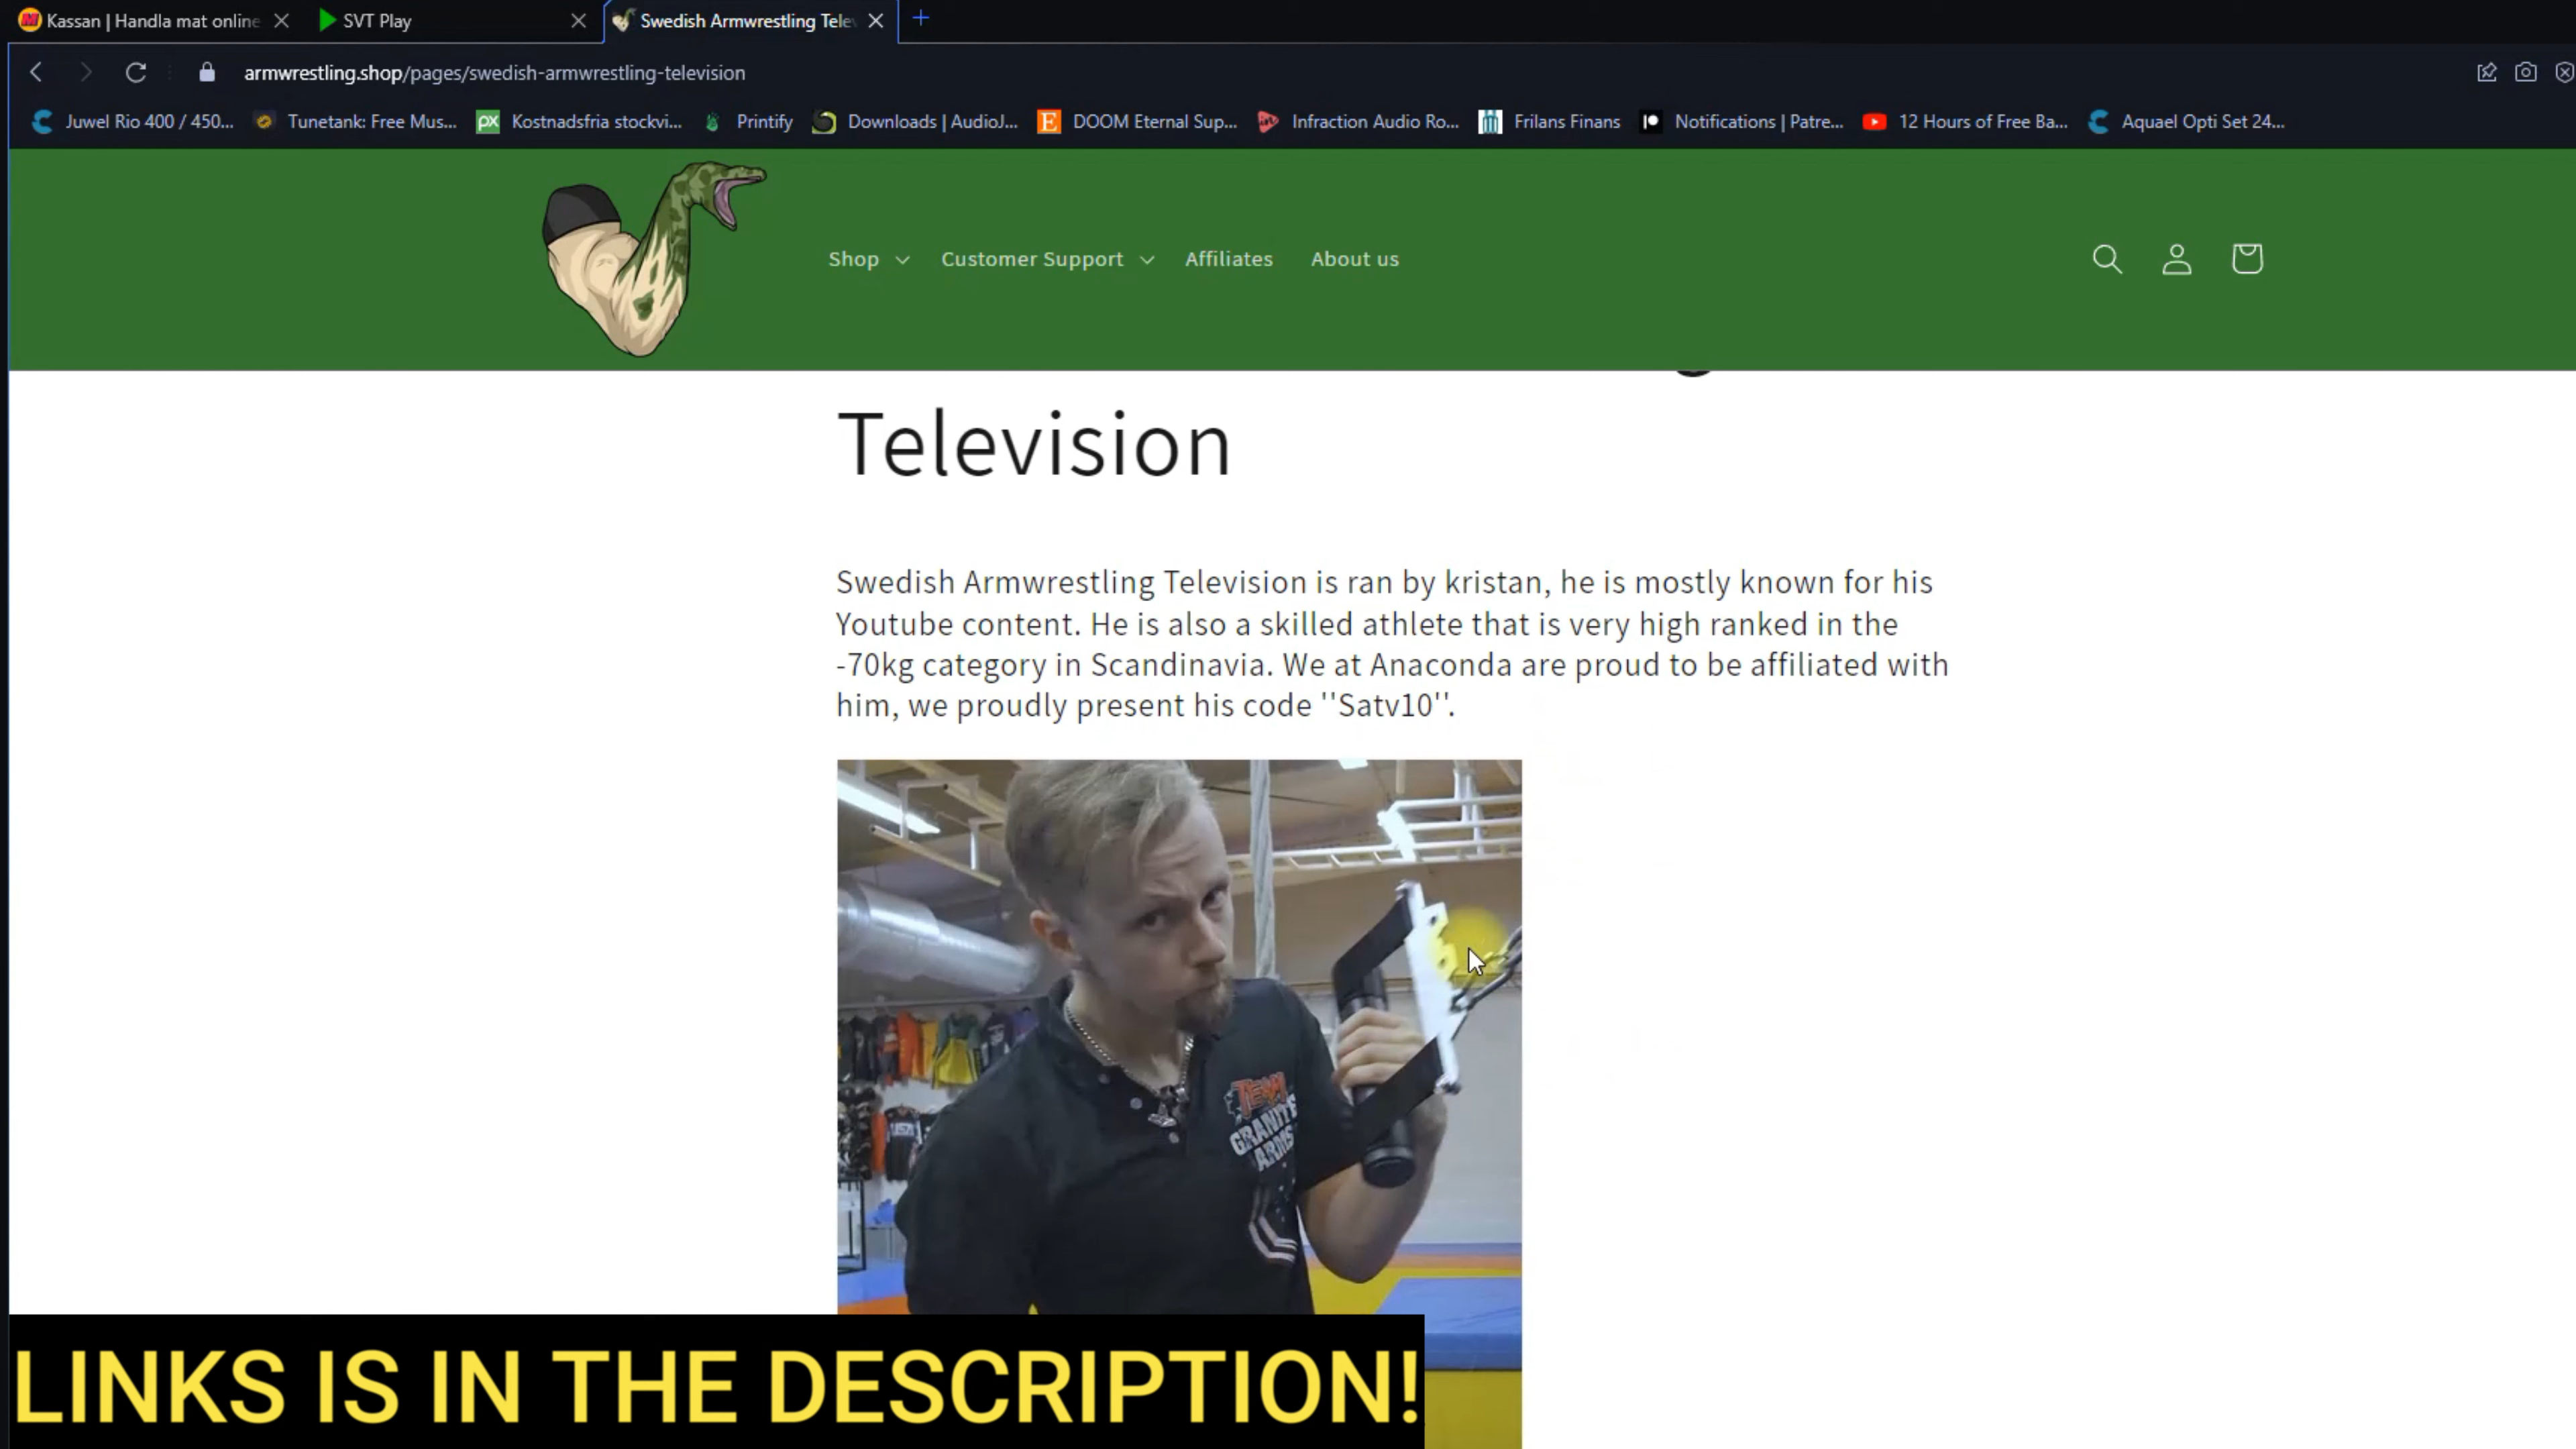 Kassan | Handla mat online
SVT Play
Swedish Armwrestling Tele
armwrestling.shop/pages/swedish-armwrestling-television
Juwel Rio 400 / 450...
Tunetank: Free Mus...
px
Kostnadsfria stockvi...
Printify
Downloads | AudioJ...
E
DOOM Eternal Sup...
Infraction Audio Ro...
Frilans Finans
Notifications | Patre...
12 Hours of Free Ba...
Aquael Opti Set 24...
Shop
Customer Support
Affiliates
About us
Television
Swedish Armwrestling Television is ran by kristan, he is mostly known for his
Youtube content. He is also a skilled athlete that is very high ranked in the
-70kg category in Scandinavia. We at Anaconda are proud to be affiliated with
him, we proudly present his code ''Satv10''.
TEAM
GRANITE
ARMS
LINKS IS IN THE DESCRIPTION!